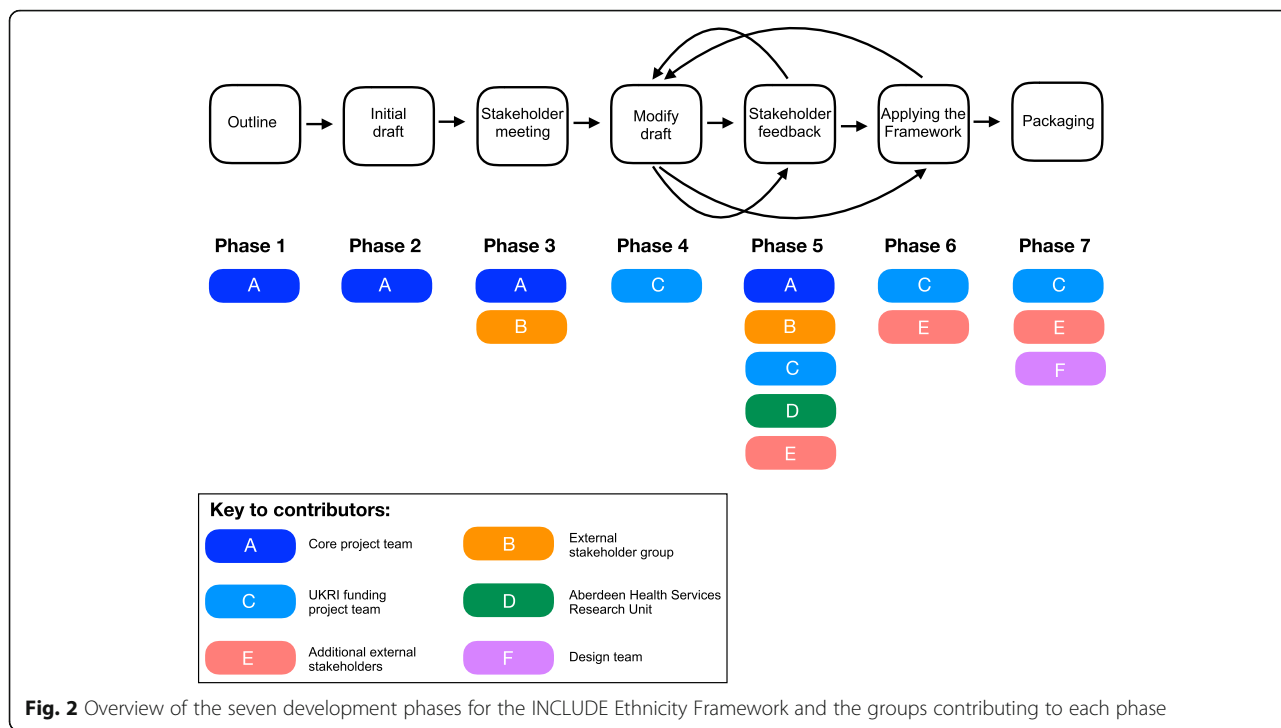 Outline
Initial
draft
Stakeholder
meeting
Modify
draft
Stakeholder
feedback
Applying the
Framework
Packaging
Phase 1
Phase 2
Phase 3
Phase 4
Phase 5
Phase 6
Phase 7
A
A
A
C
A
C
C
B
B
E
E
C
F
D
E
Key to contributors:
A
Core project team
B
External
stakeholder group
C
UKRI funding
project team
D
Aberdeen Health Services
Research Unit
E
Additional external
stakeholders
F
Design team
Fig. 2 Overview of the seven development phases for the INCLUDE Ethnicity Framework and the groups contributing to each phase